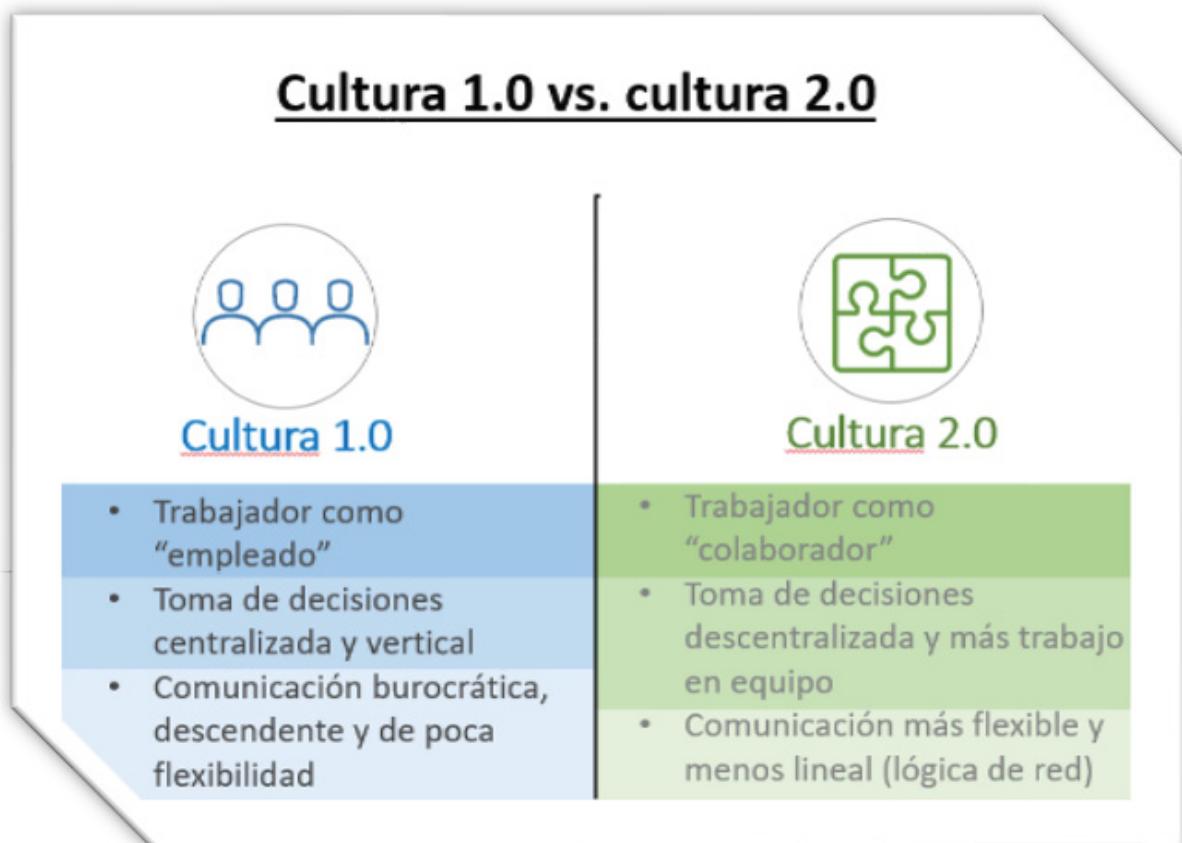 Cultura 1.0 vs. cultura 2.0
Cultura 1.0
• Trabajador como
“empleado”
• Toma de decisiones
centralizada y vertical
• Comunicación burocrática,
descendente y de poca
flexibilidad
Cultura 2.0
• Trabajador como
“colaborador”
• Toma de decisiones
descentralizada y más trabajo
en equipo
• Comunicación más flexible y
menos lineal (lógica de red)